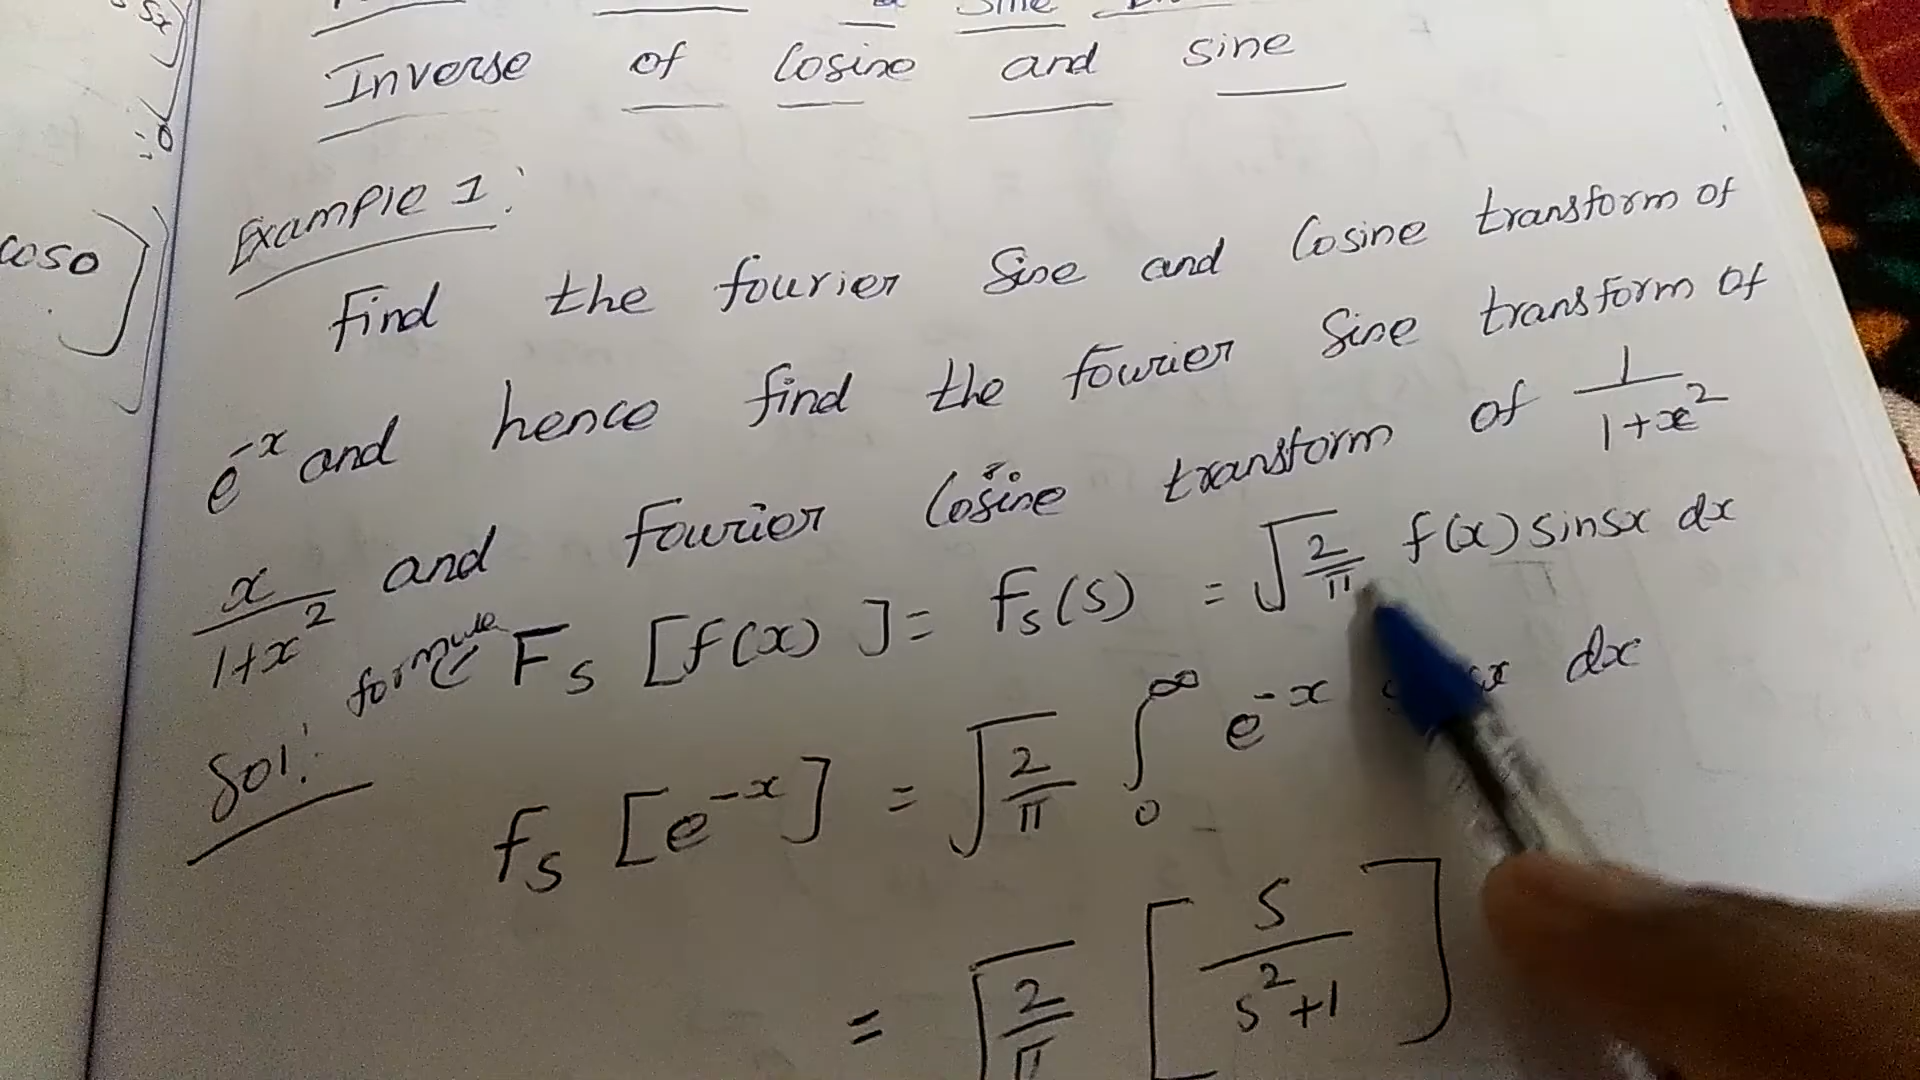 Inverse of Cosine and sine
Example 1:
Find the fourier Sine and Cosine transform of
e^-x and hence find the fourier Sine transform of
x/1+x^2 and fourier Cosine transform of 1/1+x^2
Sol: formula F_S [f(x)] = f_S(S) = √2/π f(x) sinsx dx
f_S [e^-x] = √2/π ∫_0^∞ e^-x dx
= √2/π [S/S^2+1]
coso]